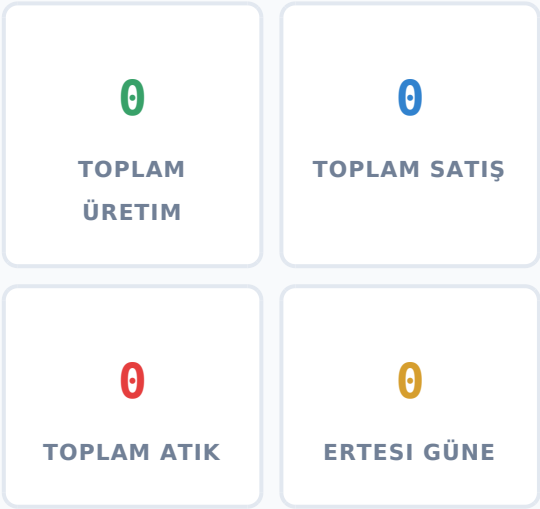 0
TOPLAM
ÜRETIM
0
TOPLAM SATIŞ
0
TOPLAM ATIK
0
ERTESI GÜNE